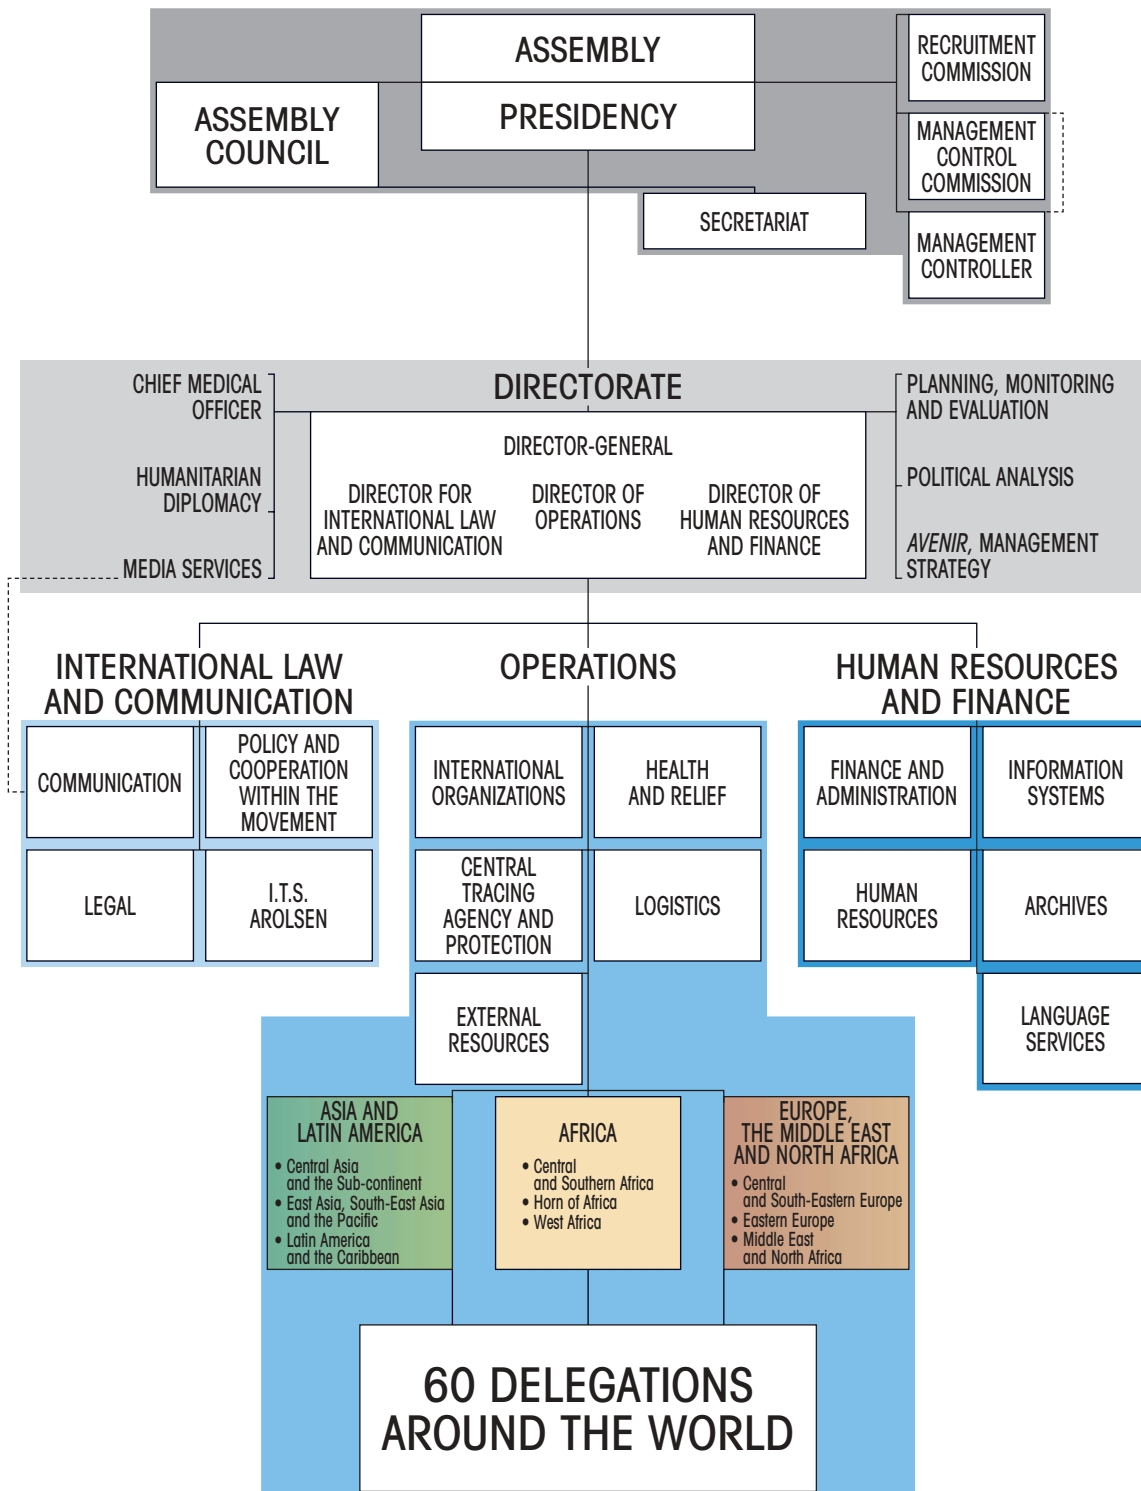 ASSEMBLY
PRESIDENCY
ASSEMBLY
COUNCIL
SECRETARIAT
RECRUITMENT
COMMISSION
MANAGEMENT
CONTROL
COMMISSION
MANAGEMENT
CONTROLLER
DIRECTORATE
CHIEF MEDICAL
OFFICER
HUMANITARIAN
DIPLOMACY
MEDIA SERVICES
DIRECTOR-GENERAL
DIRECTOR FOR
INTERNATIONAL LAW
AND COMMUNICATION
DIRECTOR OF
OPERATIONS
DIRECTOR OF
HUMAN RESOURCES
AND FINANCE
PLANNING, MONITORING
AND EVALUATION
POLITICAL ANALYSIS
AVENIR, MANAGEMENT
STRATEGY
INTERNATIONAL LAW
AND COMMUNICATION
COMMUNICATION
POLICY AND
COOPERATION
WITHIN THE
MOVEMENT
LEGAL
I.T.S.
AROLSEN
OPERATIONS
INTERNATIONAL
ORGANIZATIONS
HEALTH
AND RELIEF
CENTRAL
TRACING
AGENCY AND
PROTECTION
LOGISTICS
EXTERNAL
RESOURCES
HUMAN RESOURCES
AND FINANCE
FINANCE AND
ADMINISTRATION
INFORMATION
SYSTEMS
HUMAN
RESOURCES
ARCHIVES
LANGUAGE
SERVICES
ASIA AND
LATIN AMERICA
• Central Asia
and the Sub-continent
• East Asia, South-East Asia
and the Pacific
• Latin America
and the Caribbean
AFRICA
• Central
and Southern Africa
• Horn of Africa
• West Africa
EUROPE,
THE MIDDLE EAST
AND NORTH AFRICA
• Central
and South-Eastern Europe
• Eastern Europe
• Middle East
and North Africa
60 DELEGATIONS
AROUND THE WORLD